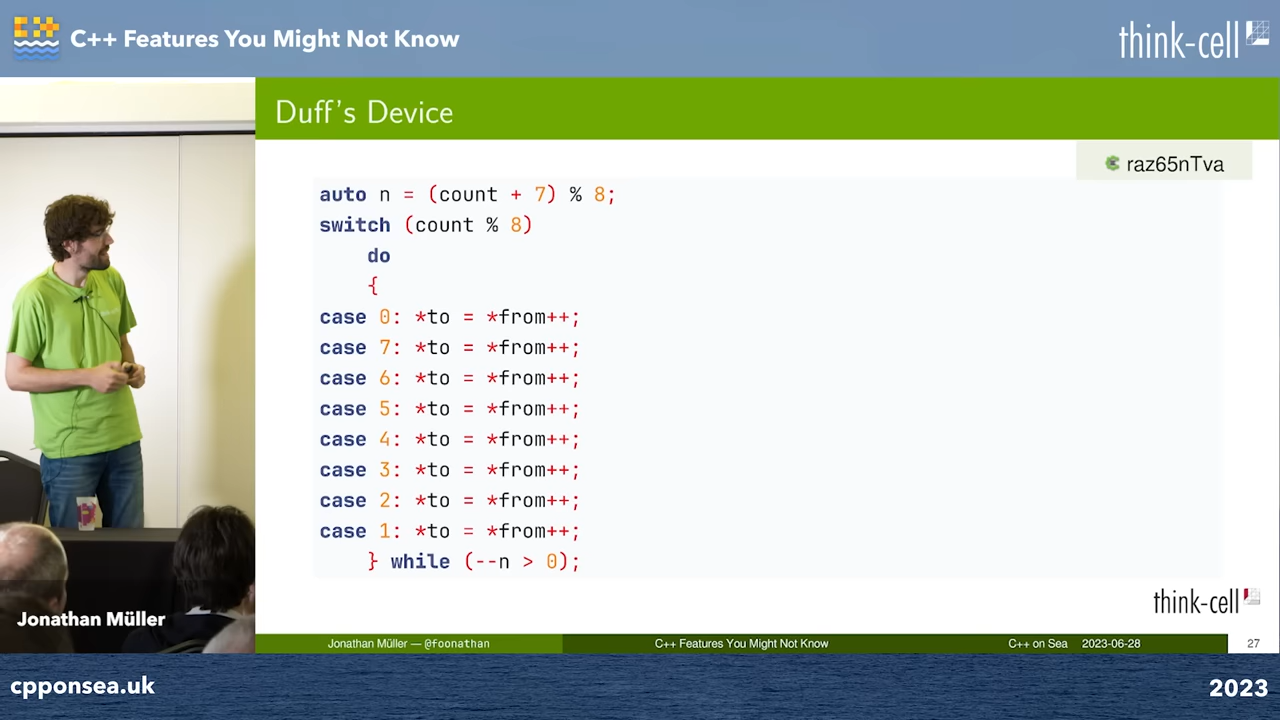 C++ Features You Might Not Know
think-cell
Duff's Device
raz65nTva
auto n = (count + 7) % 8;
switch (count % 8)
do
{
case 0: *to = *from++;
case 7: *to = *from++;
case 6: *to = *from++;
case 5: *to = *from++;
case 4: *to = *from++;
case 3: *to = *from++;
case 2: *to = *from++;
case 1: *to = *from++;
} while (--n > 0);
think-cell
Jonathan Müller
Jonathan Müller — @foonathan C++ Features You Might Not Know C++ on Sea 2023-06-28 27
cpponsea.uk
2023